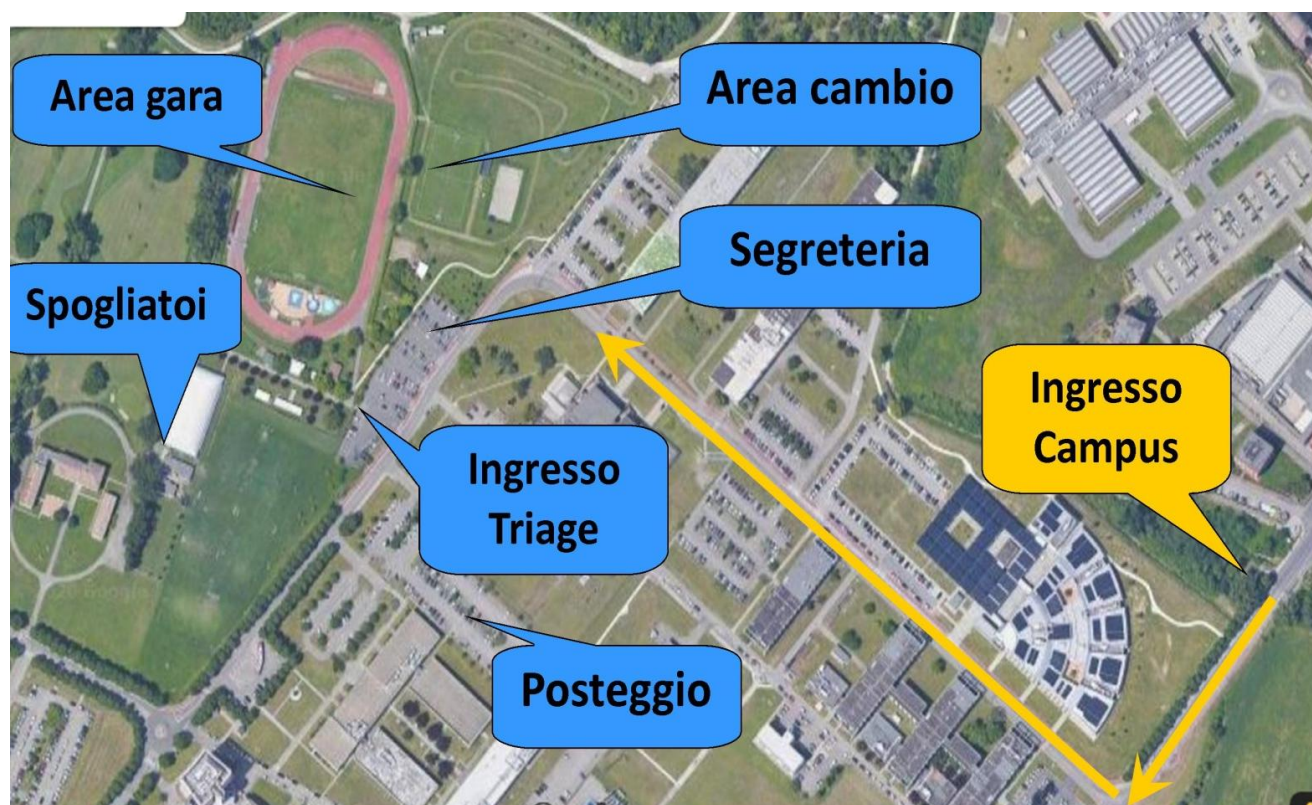 Area gara
Area cambio
Segreteria
Spogliatoi
Ingresso
Campus
Ingresso
Triage
Posteggio